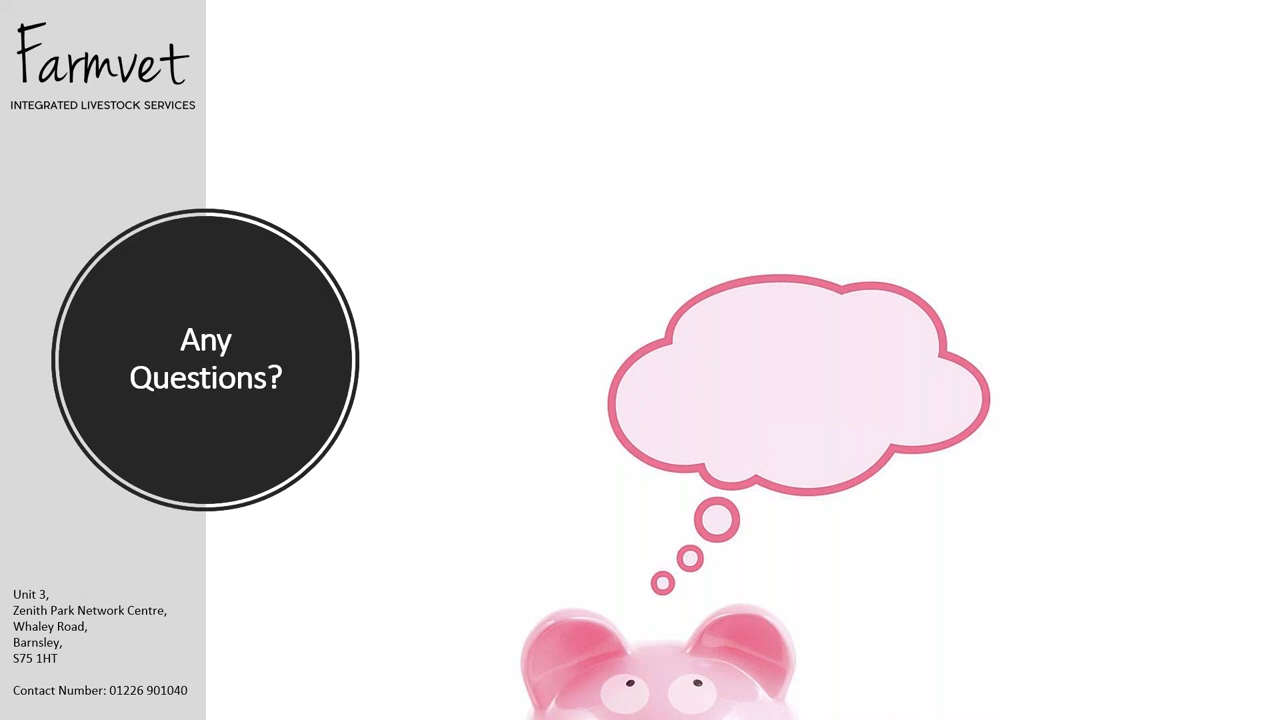 Farmvet
INTEGRATED LIVESTOCK SERVICES
Any
Questions?
Unit 3,
Zenith Park Network Centre,
Whaley Road,
Barnsley,
S75 1HT
Contact Number: 01226 901040